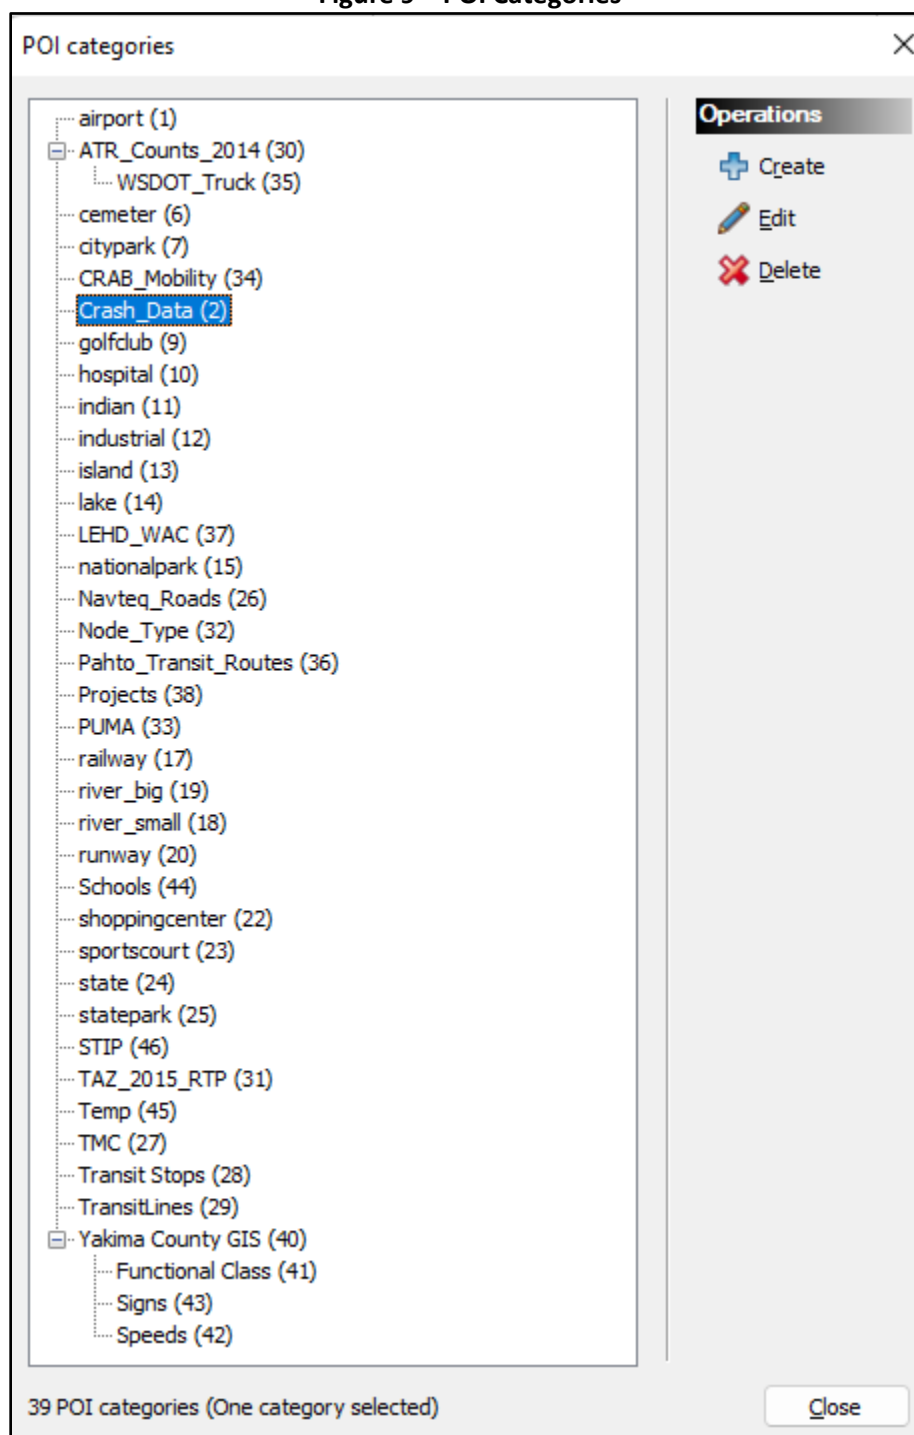 Figure 3 – POI Categories
POI categories
airport (1)
ATR_Counts_2014 (30)
WSDOT_Truck (35)
cemeter (6)
citypark (7)
CRAB_Mobility (34)
Crash_Data (2)
golfclub (9)
hospital (10)
indian (11)
industrial (12)
island (13)
lake (14)
LEHD_WAC (37)
nationalpark (15)
Navteq_Roads (26)
Node_Type (32)
Pahto_Transit_Routes (36)
Projects (38)
PUMA (33)
railway (17)
river_big (19)
river_small (18)
runway (20)
Schools (44)
shoppingcenter (22)
sportscourt (23)
state (24)
statepark (25)
STIP (46)
TAZ_2015_RTP (31)
Temp (45)
TMC (27)
Transit Stops (28)
TransitLines (29)
Yakima County GIS (40)
Functional Class (41)
Signs (43)
Speeds (42)
Operations
Create
Edit
Delete
39 POI categories (One category selected)
Close